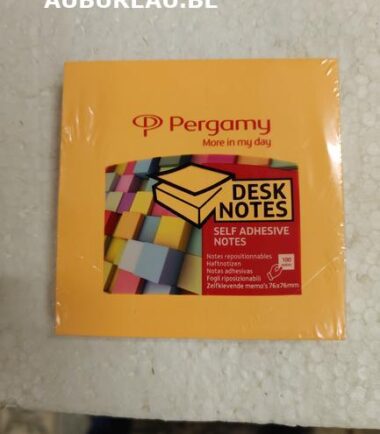 AUBUREAU.BE
Pergamy
More in my day
DESK
NOTES
SELF ADHESIVE
NOTES
Notes repositionnables
Haftnotizen
Notas adhesivas
Fogli riposizionabili
Zelfklevende memo's 76x76mm
100